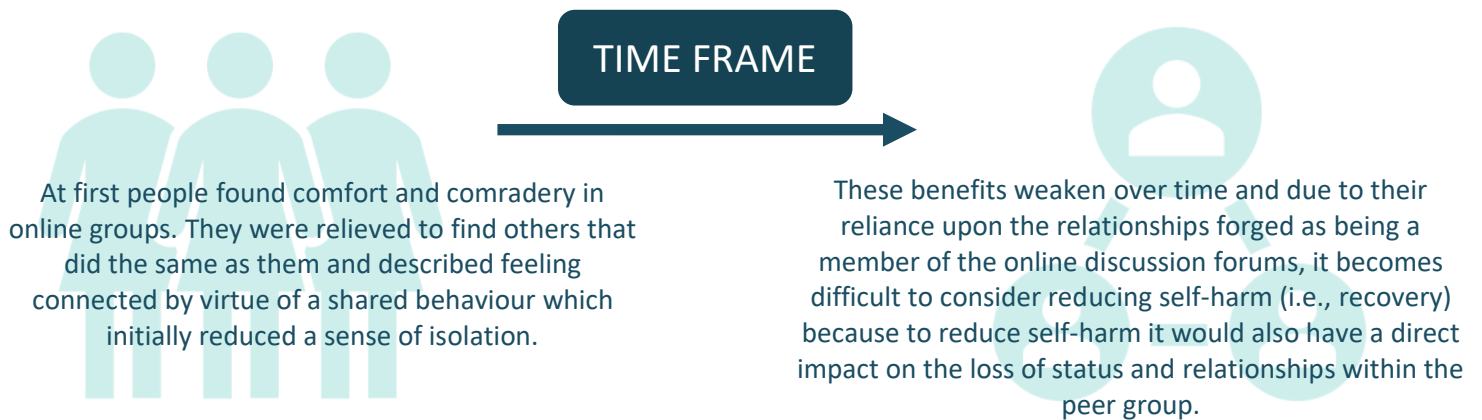 TIME FRAME
At first people found comfort and comradery in
online groups. They were relieved to find others that
did the same as them and described feeling
connected by virtue of a shared behaviour which
initially reduced a sense of isolation.
These benefits weaken over time and due to their
reliance upon the relationships forged as being a
member of the online discussion forums, it becomes
difficult to consider reducing self-harm (i.e., recovery)
because to reduce self-harm it would also have a direct
impact on the loss of status and relationships within the
peer group.